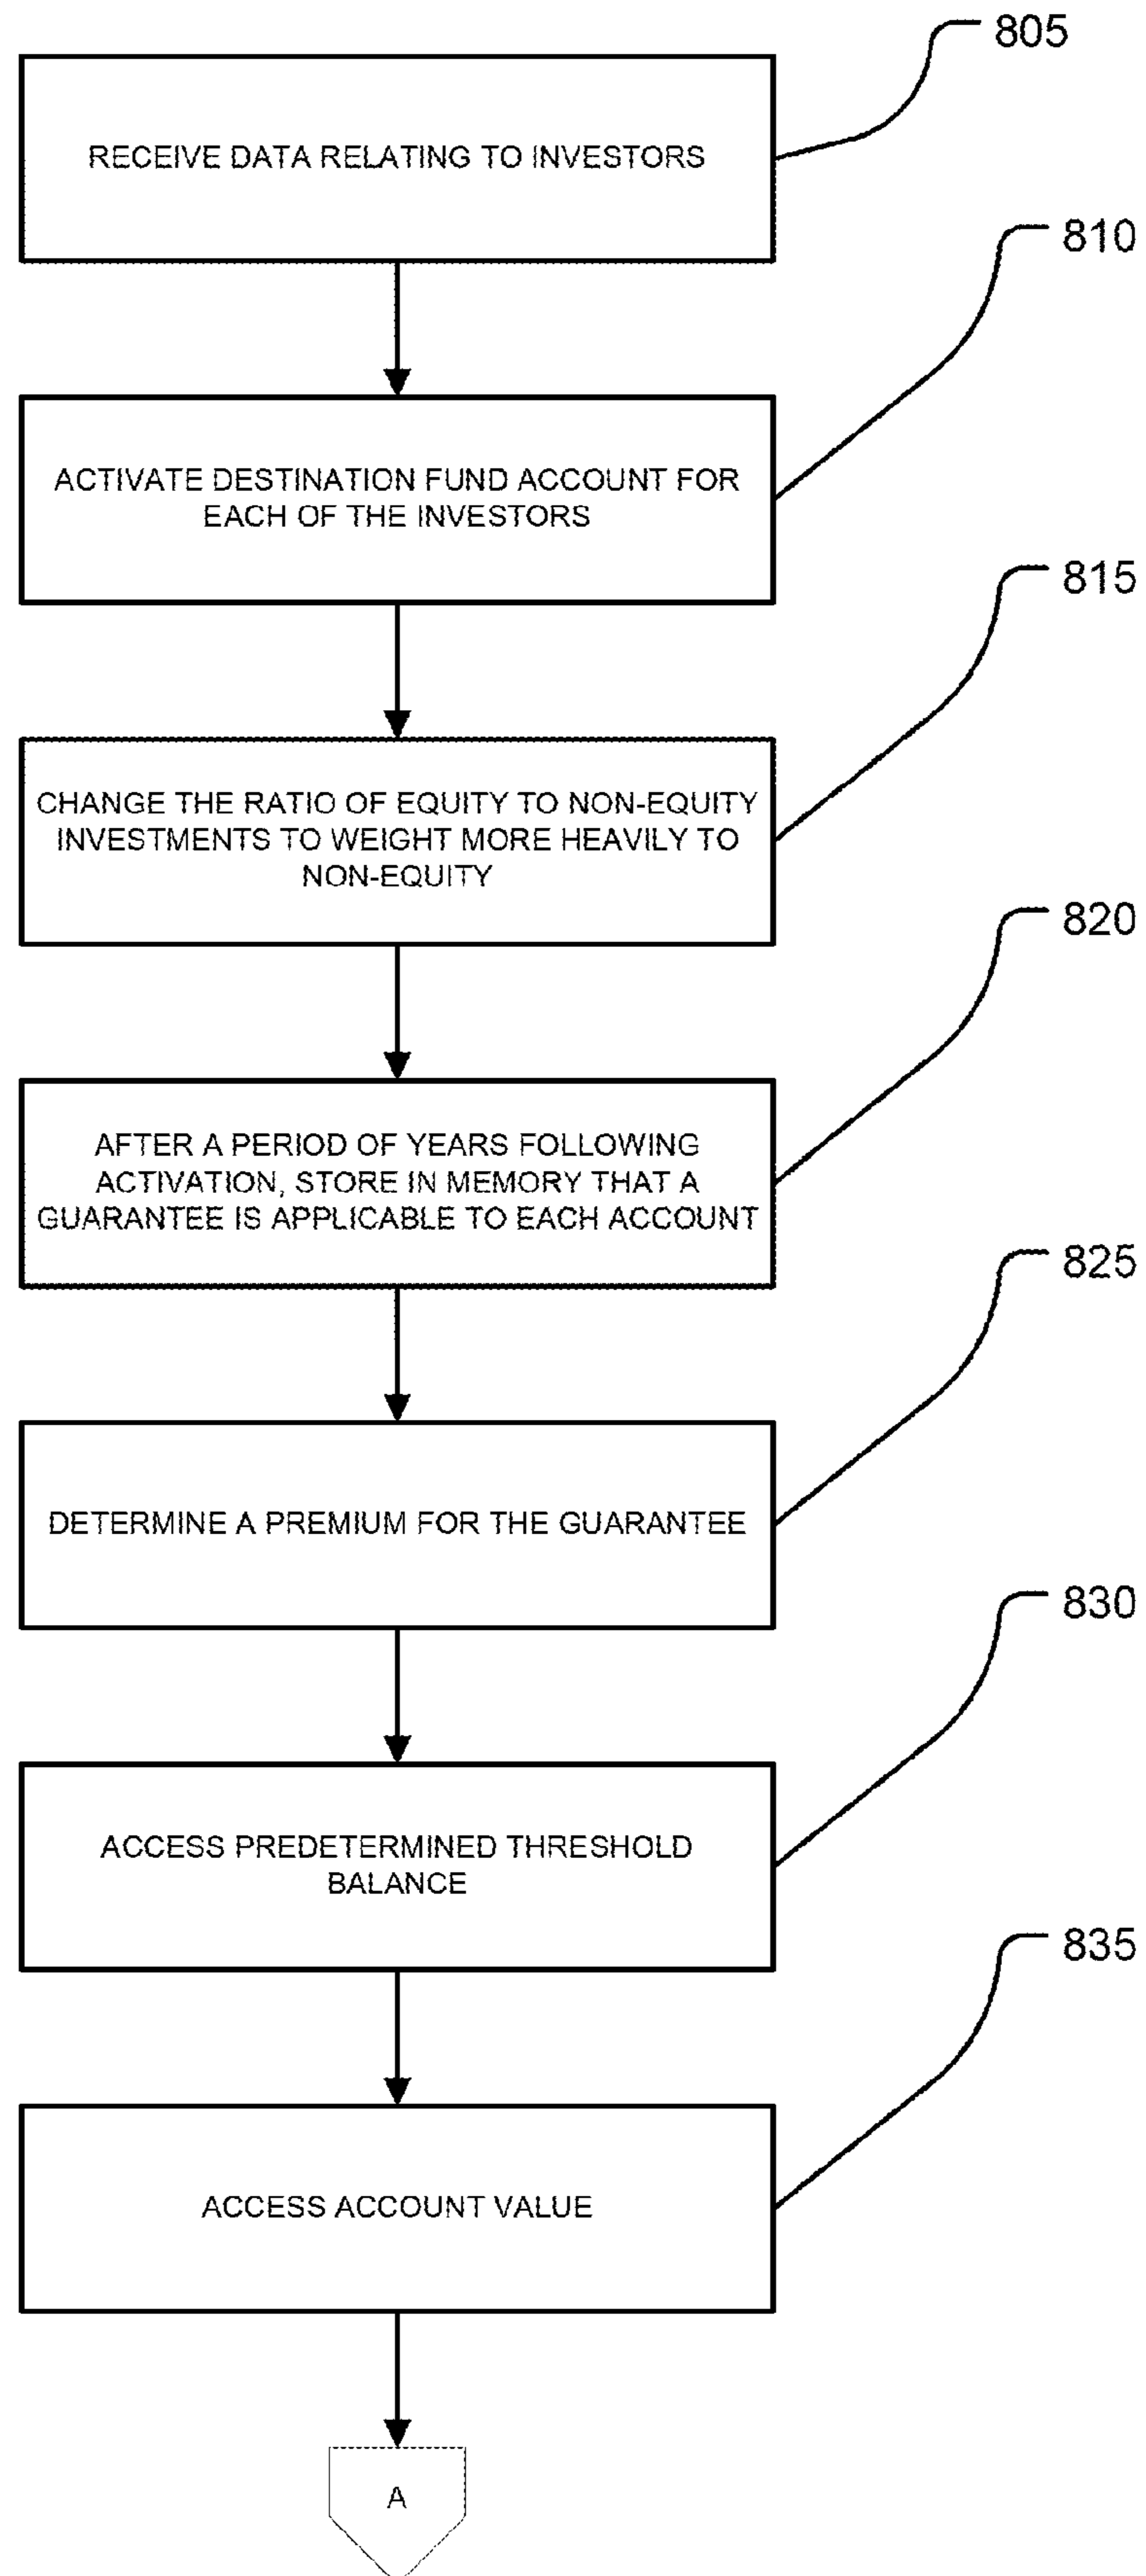 805
RECEIVE DATA RELATING TO INVESTORS
810
ACTIVATE DESTINATION FUND ACCOUNT FOR
EACH OF THE INVESTORS
815
CHANGE THE RATIO OF EQUITY TO NON-EQUITY
INVESTMENTS TO WEIGHT MORE HEAVILY TO
NON-EQUITY
820
AFTER A PERIOD OF YEARS FOLLOWING
ACTIVATION, STORE IN MEMORY THAT A
GUARANTEE IS APPLICABLE TO EACH ACCOUNT
825
DETERMINE A PREMIUM FOR THE GUARANTEE
830
ACCESS PREDETERMINED THRESHOLD
BALANCE
835
ACCESS ACCOUNT VALUE
A